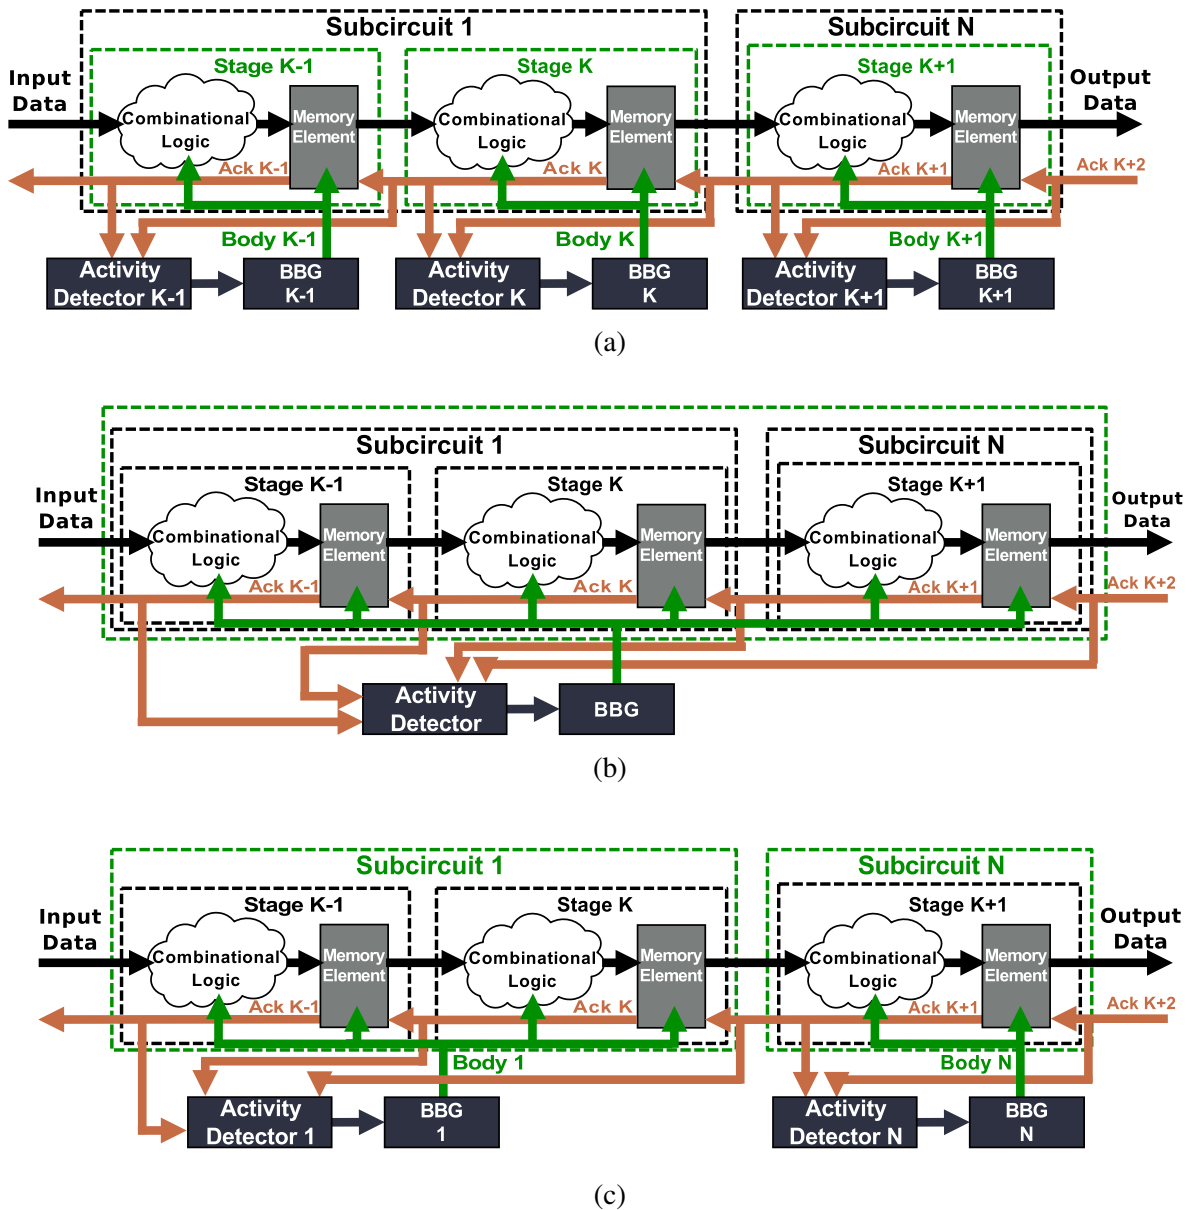 Subcircuit 1
Subcircuit N
Input
Data
Stage K-1
Stage K
Stage K+1
Output
Data
Combinational
Logic
Memory
Element
Combinational
Logic
Memory
Element
Combinational
Logic
Memory
Element
Ack K-1
Ack K
Ack K+1
Ack K+2
Body K-1
Body K
Body K+1
Activity
Detector K-1
BBG
K-1
Activity
Detector K
BBG
K
Activity
Detector K+1
BBG
K+1
(a)
Subcircuit 1
Subcircuit N
Input
Data
Stage K-1
Stage K
Stage K+1
Output
Data
Combinational
Logic
Memory
Element
Combinational
Logic
Memory
Element
Combinational
Logic
Memory
Element
Ack K-1
Ack K
Ack K+1
Ack K+2
Activity
Detector
BBG
(b)
Subcircuit 1
Subcircuit N
Input
Data
Stage K-1
Stage K
Stage K+1
Output
Data
Combinational
Logic
Memory
Element
Combinational
Logic
Memory
Element
Combinational
Logic
Memory
Element
Ack K-1
Ack K
Ack K+1
Ack K+2
Body 1
Body N
Activity
Detector 1
BBG
1
Activity
Detector N
BBG
N
(c)